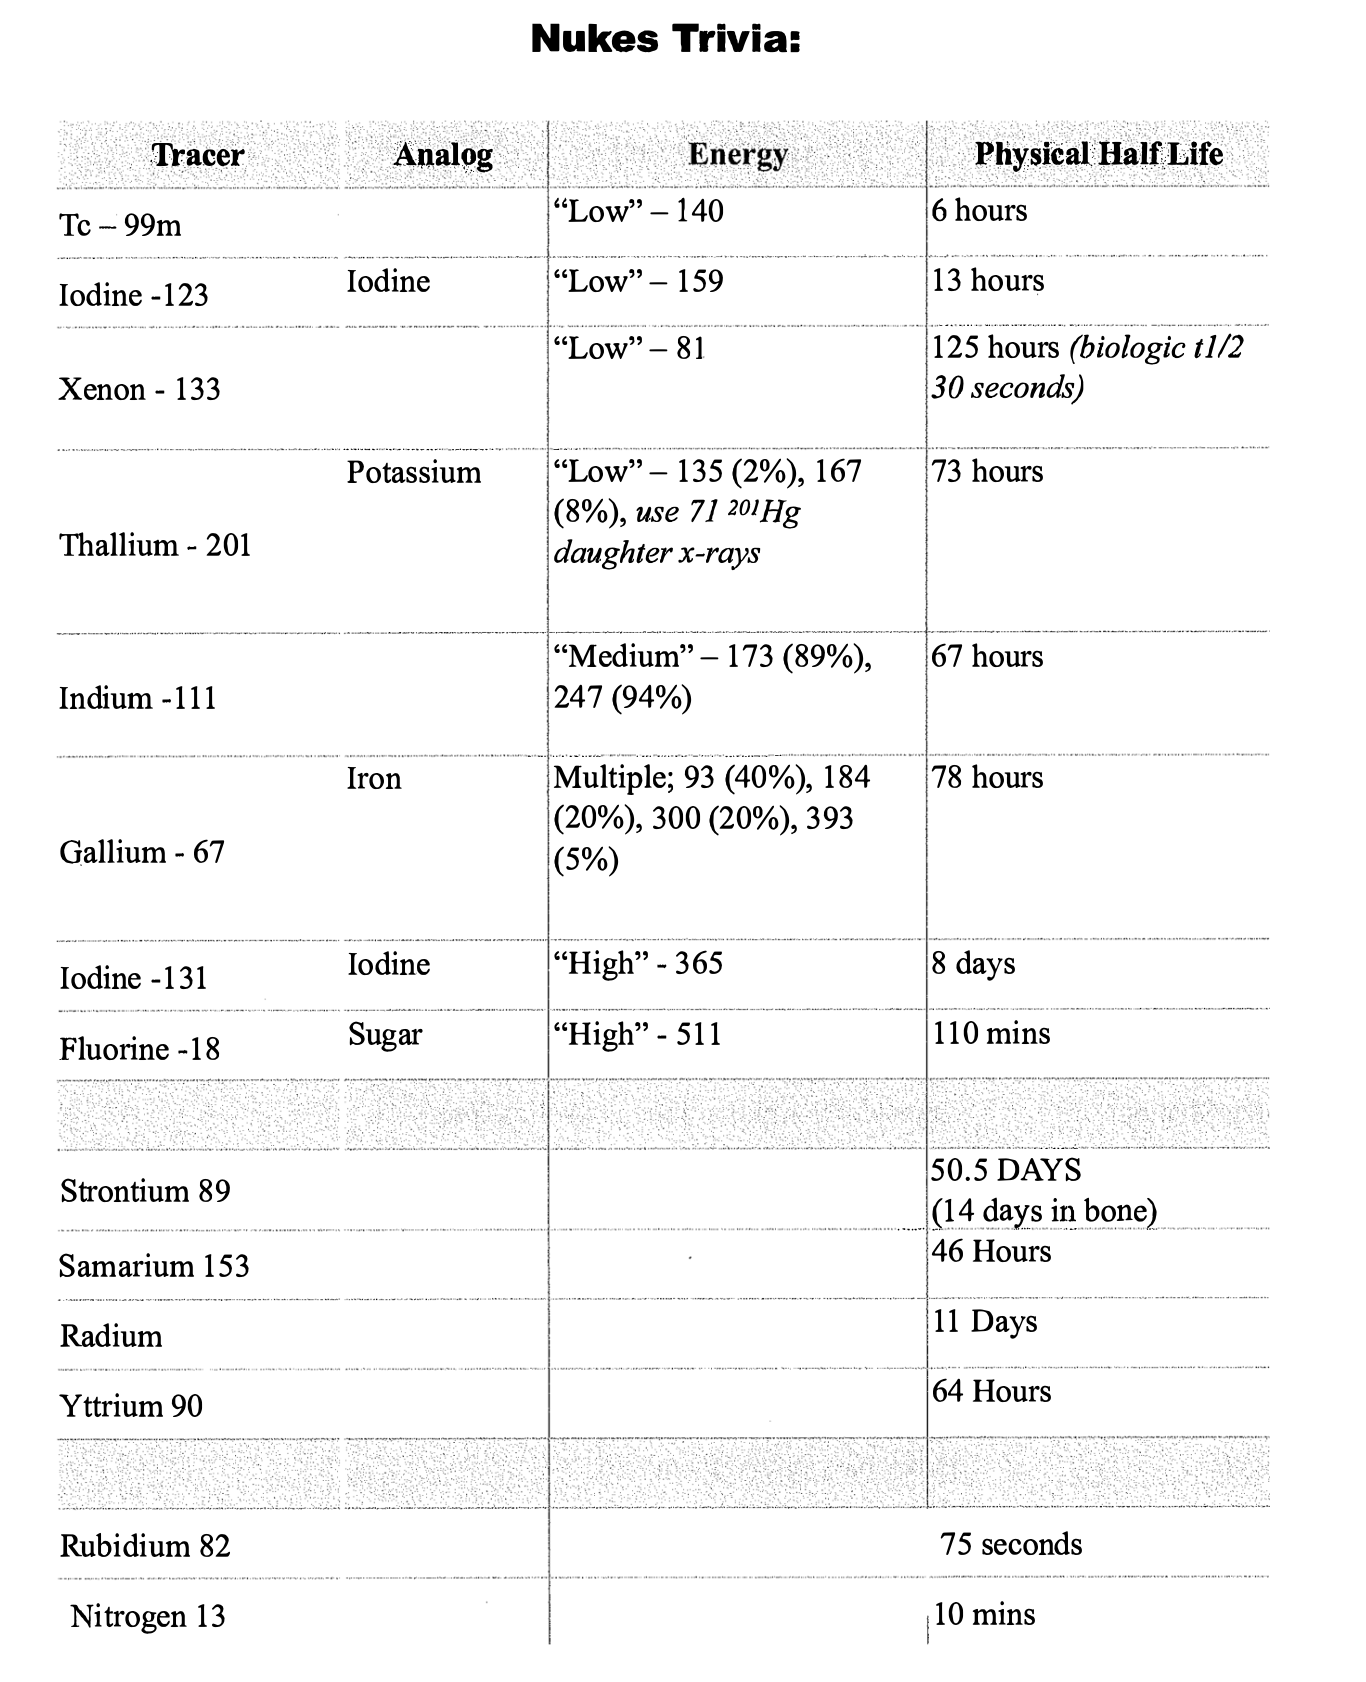 Nukes Trivia:
Tracer Analog Energy Physical Half Life
Tc – 99m "Low" – 140 6 hours
Iodine -123 Iodine "Low" – 159 13 hours
Xenon - 133 "Low" – 81 125 hours (biologic t1/2
30 seconds)
Thallium - 201 Potassium "Low" – 135 (2%), 167 73 hours
(8%), use 71 ²⁰¹Hg
daughter x-rays
Indium -111 "Medium" – 173 (89%), 67 hours
247 (94%)
Gallium - 67 Iron Multiple; 93 (40%), 184 78 hours
(20%), 300 (20%), 393
(5%)
Iodine -131 Iodine "High" - 365 8 days
Fluorine -18 Sugar "High" - 511 110 mins
Strontium 89 50.5 DAYS
(14 days in bone)
Samarium 153 46 Hours
Radium 11 Days
Yttrium 90 64 Hours
Rubidium 82 75 seconds
Nitrogen 13 10 mins